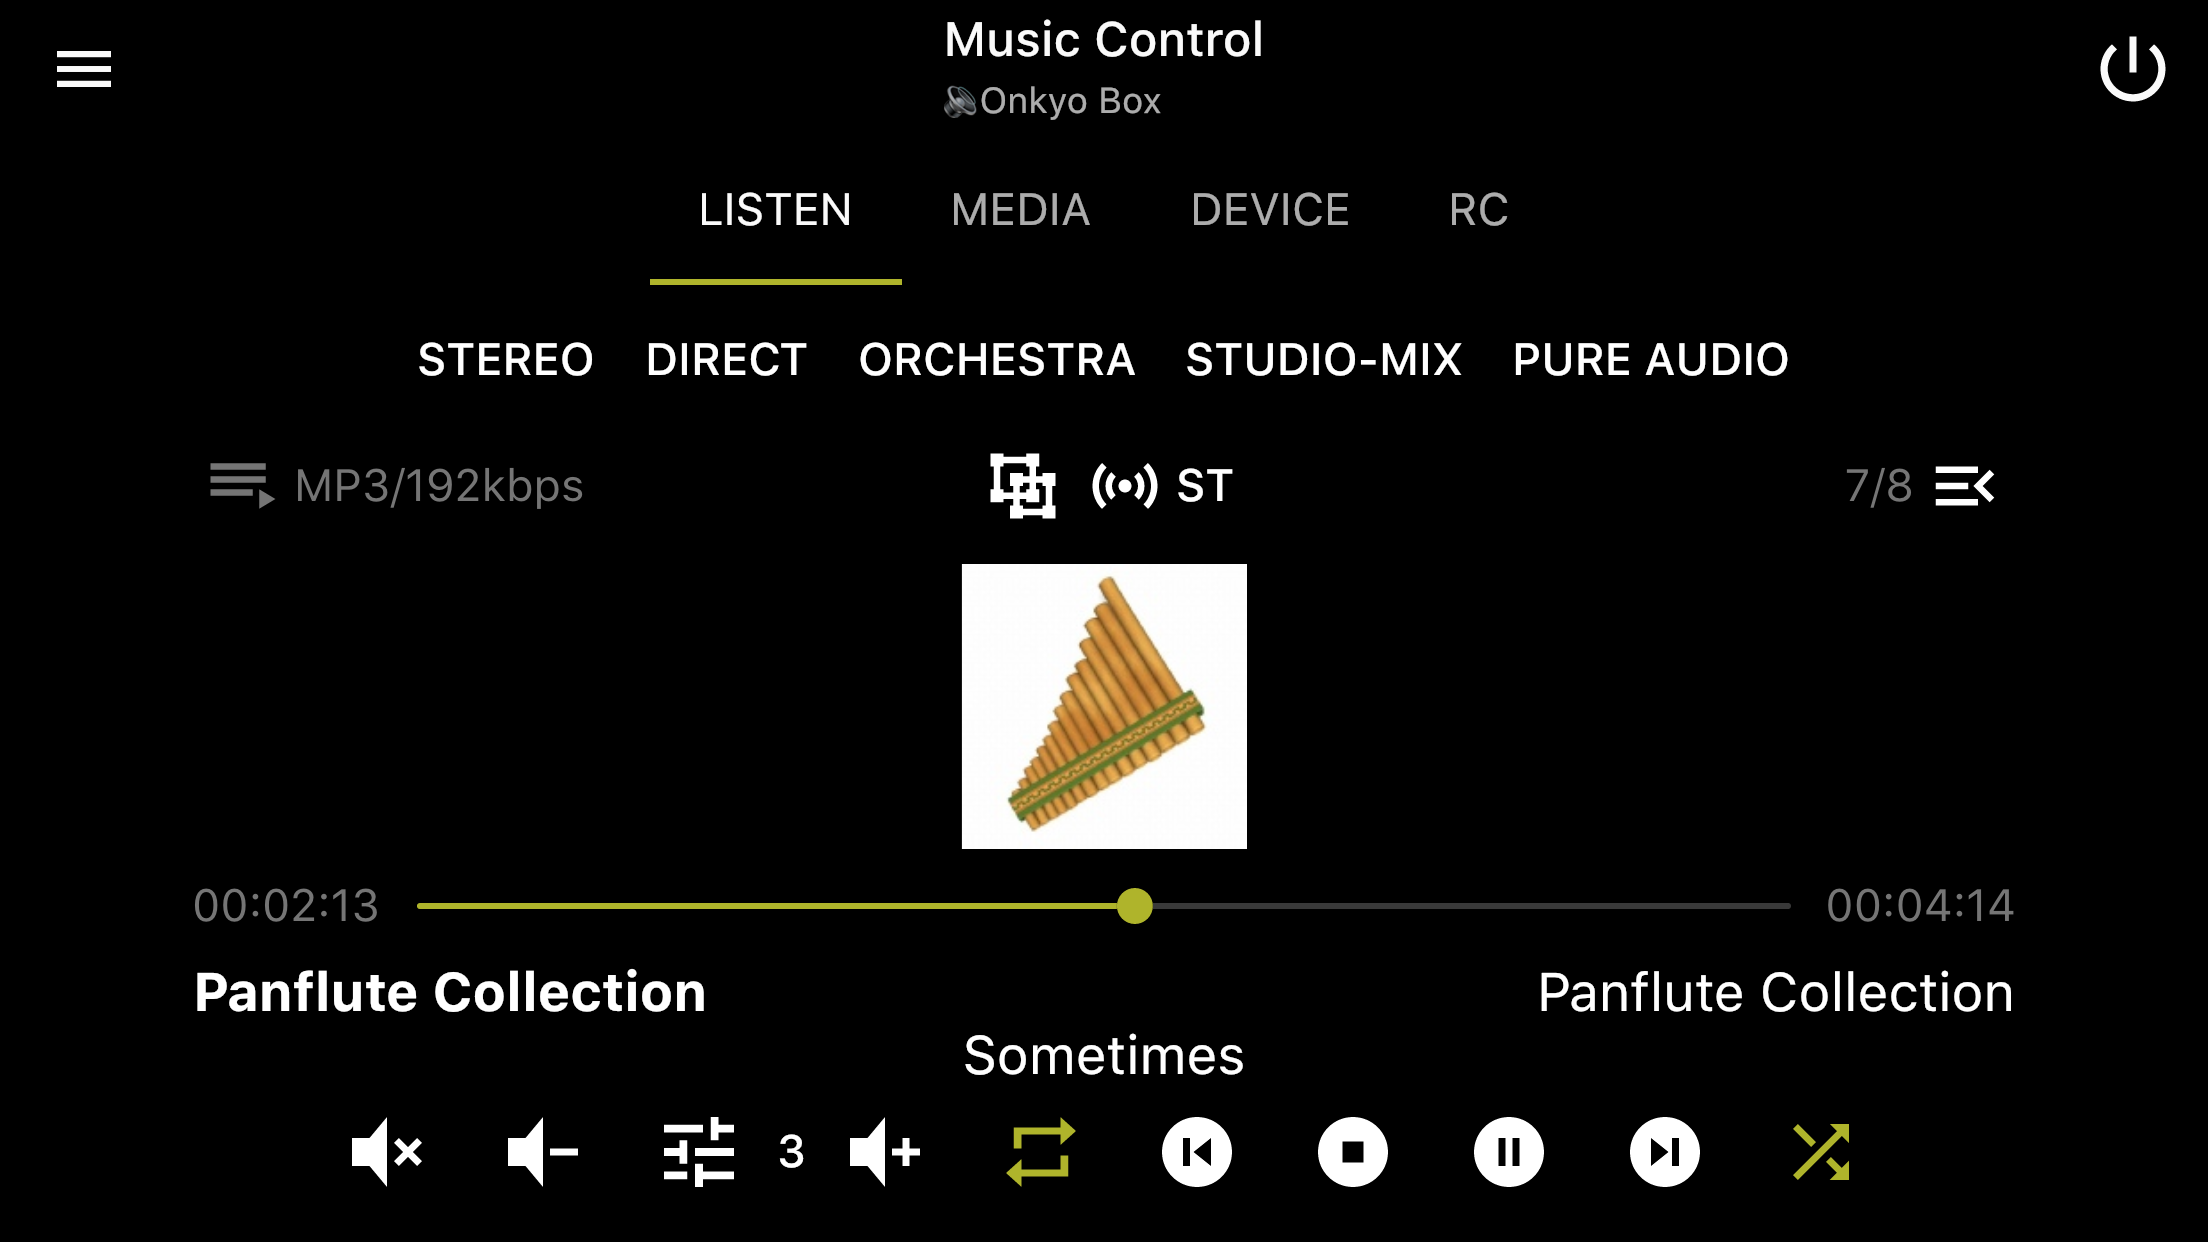 Music Control
🔊Onkyo Box
LISTEN MEDIA DEVICE RC
STEREO DIRECT ORCHESTRA STUDIO-MIX PURE AUDIO
MP3/192kbps ST 7/8
00:02:13 00:04:14
Panflute Collection Panflute Collection
Sometimes
3